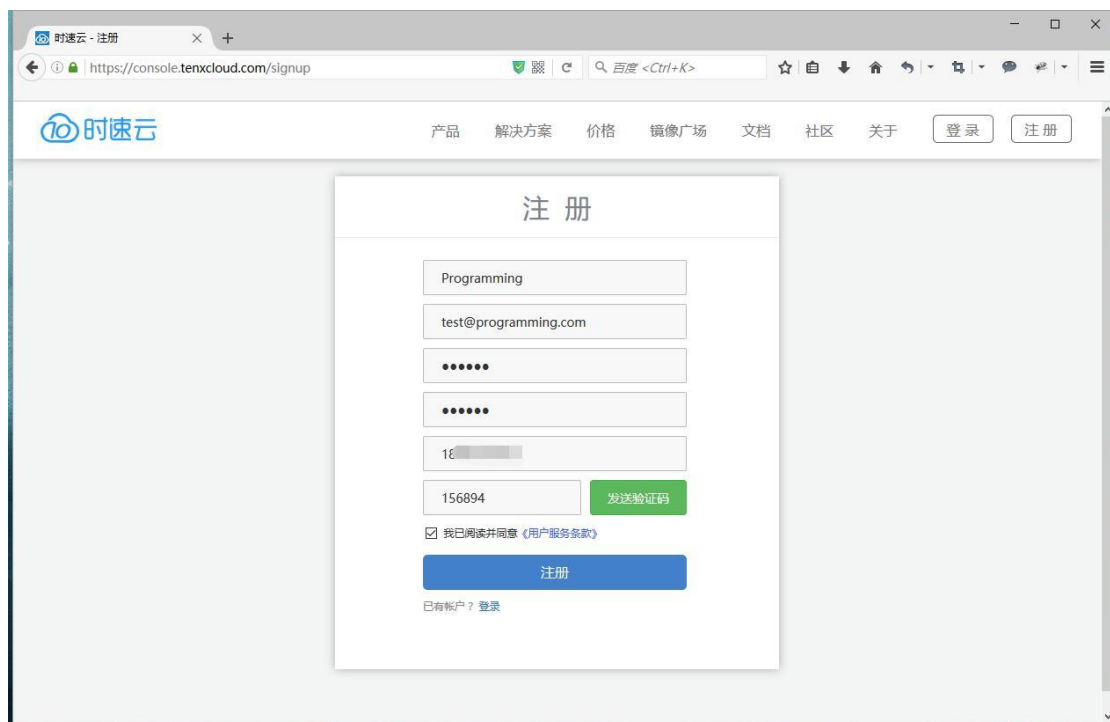 时速云 - 注册
https://console.tenxcloud.com/signup
百度 <Ctrl+K>
时速云
产品 解决方案 价格 镜像广场 文档 社区 关于 登录 注册
注 册
Programming
test@programming.com
••••••
••••••
18
156894 发送验证码
我已阅读并同意《用户服务条款》
注册
已有帐户？登录